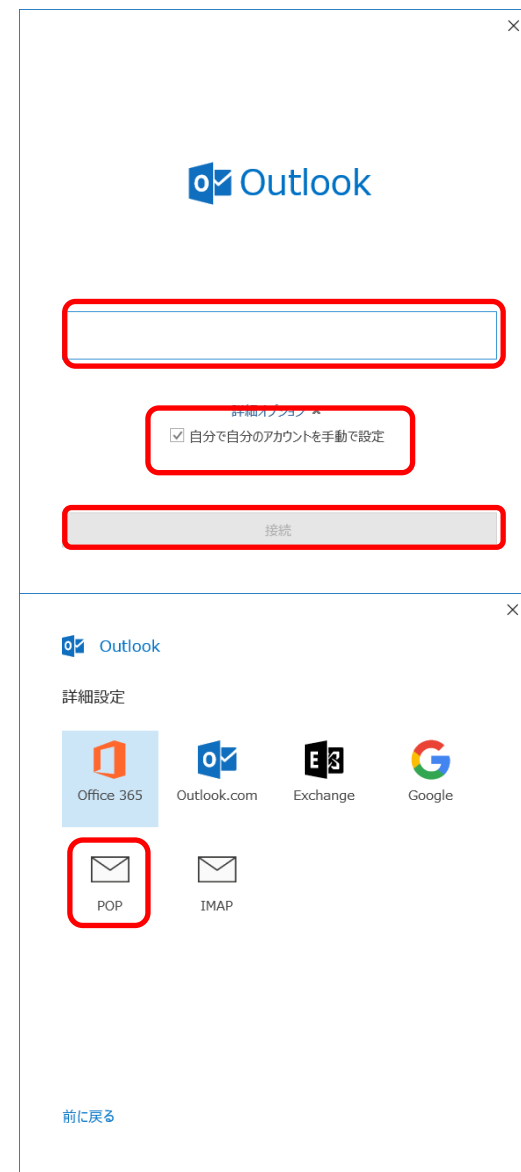 Outlook
詳細オプション
自分で自分のアカウントを手動で設定
接続
Outlook
詳細設定
Office 365
Outlook.com
Exchange
Google
POP
IMAP
前に戻る